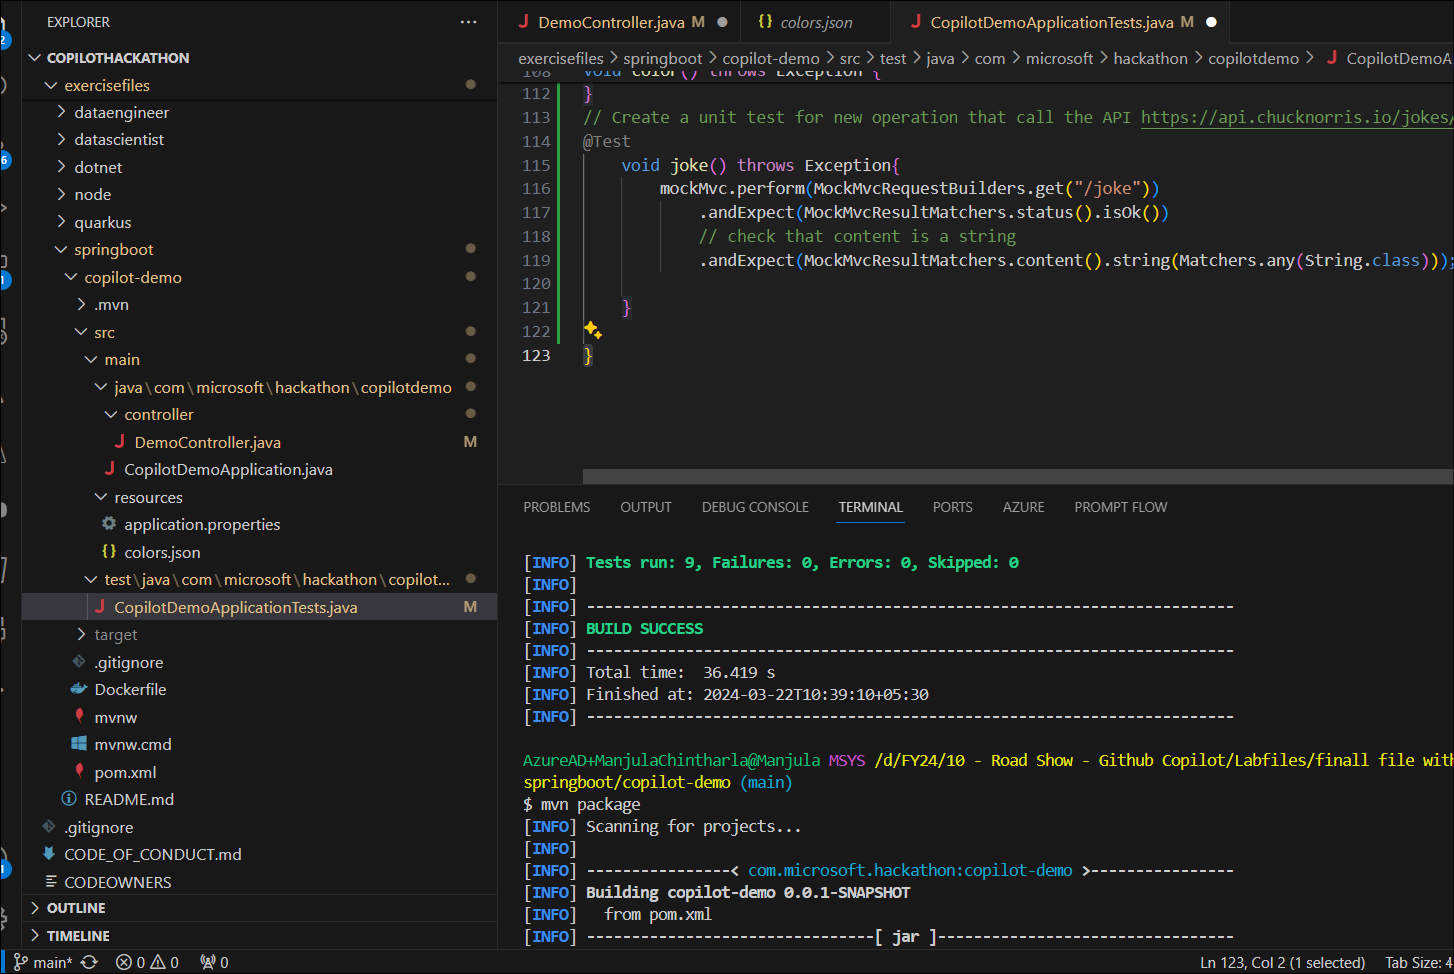 EXPLORER
COPILOTHACKATHON
exercisefiles
dataengineer
datascientist
dotnet
node
quarkus
springboot
copilot-demo
.mvn
src
main
java\com\microsoft\hackathon\copilotdemo
controller
DemoController.java M
CopilotDemoApplication.java
resources
application.properties
colors.json
test\java\com\microsoft\hackathon\copilot...
CopilotDemoApplicationTests.java M
target
.gitignore
Dockerfile
mvnw
mvnw.cmd
pom.xml
README.md
.gitignore
CODE_OF_CONDUCT.md
CODEOWNERS
OUTLINE
TIMELINE
DemoController.java M colors.json CopilotDemoApplicationTests.java M
exercisefiles > springboot > copilot-demo > src > test > java > com > microsoft > hackathon > copilotdemo > CopilotDemoA
108 void color() throws Exception {
112 }
113 // Create a unit test for new operation that call the API https://api.chucknorris.io/jokes/
114 @Test
115 void joke() throws Exception{
116 mockMvc.perform(MockMvcRequestBuilders.get("/joke"))
117 .andExpect(MockMvcResultMatchers.status().isOk())
118 // check that content is a string
119 .andExpect(MockMvcResultMatchers.content().string(Matchers.any(String.class)));
120
121 }
122
123 }
PROBLEMS OUTPUT DEBUG CONSOLE TERMINAL PORTS AZURE PROMPT FLOW
[INFO] Tests run: 9, Failures: 0, Errors: 0, Skipped: 0
[INFO]
[INFO] ------------------------------------------------------------------------
[INFO] BUILD SUCCESS
[INFO] ------------------------------------------------------------------------
[INFO] Total time:  36.419 s
[INFO] Finished at: 2024-03-22T10:39:10+05:30
[INFO] ------------------------------------------------------------------------
AzureAD+ManjulaChintharla@Manjula MSYS /d/FY24/10 - Road Show - Github Copilot/Labfiles/finall file with
springboot/copilot-demo (main)
$ mvn package
[INFO] Scanning for projects...
[INFO]
[INFO] ----------------< com.microsoft.hackathon:copilot-demo >----------------
[INFO] Building copilot-demo 0.0.1-SNAPSHOT
[INFO]   from pom.xml
[INFO] --------------------------------[ jar ]---------------------------------
main* 0 0 0 Ln 123, Col 2 (1 selected) Tab Size: 4